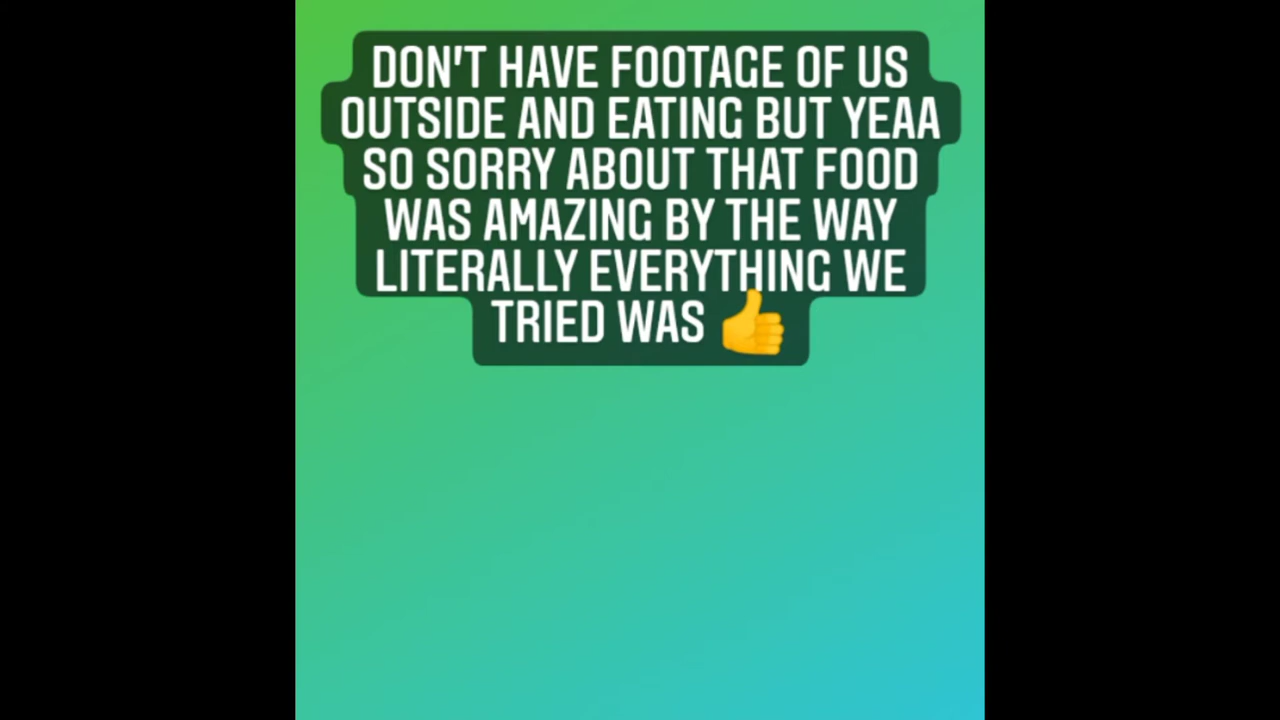 DON'T HAVE FOOTAGE OF US
OUTSIDE AND EATING BUT YEAA
SO SORRY ABOUT THAT FOOD
WAS AMAZING BY THE WAY
LITERALLY EVERYTHING WE
TRIED WAS 👍